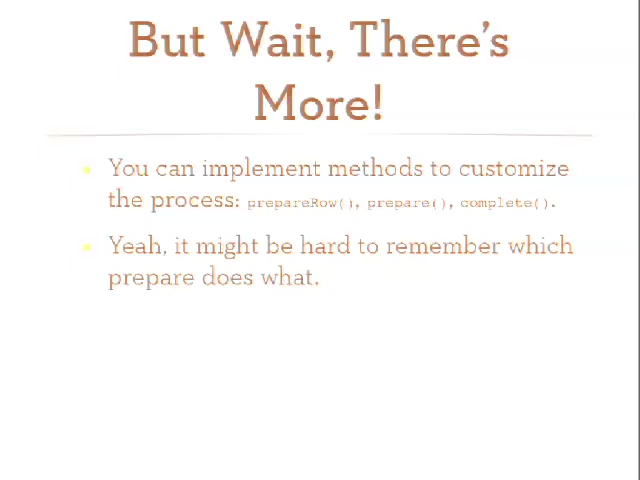 But Wait, There's
More!
You can implement methods to customize
the process: prepareRow(), prepare(), complete().
Yeah, it might be hard to remember which
prepare does what.